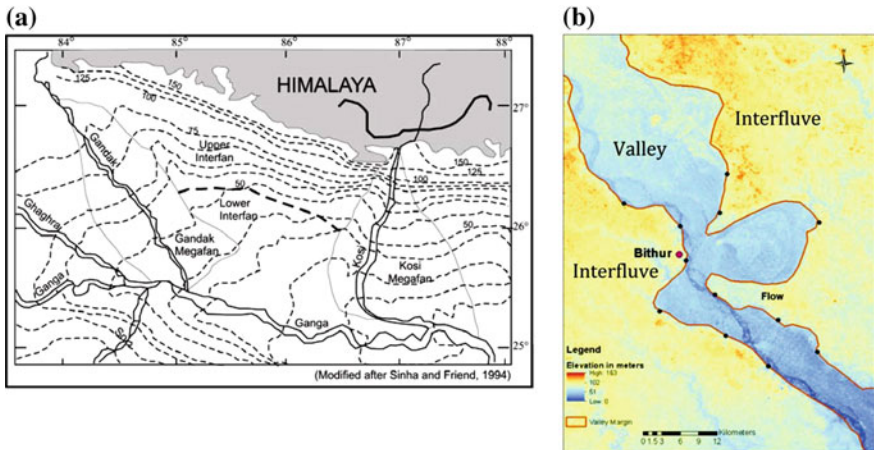 (a)
84° 85° 86° 87° 88°
HIMALAYA
27°
26°
25°
125
150
100
75
Upper
Interfan
50
Lower
Interfan
Gandak
Gandak
Megafan
Ghaghra
Ganga
Ganga
Kosi
Kosi
Megafan
150
125
100
50
(Modified after Sinha and Friend, 1994)
(b)
Interfluve
Valley
Bithur
Interfluve
Flow
Legend
Elevation in meters
102
51
Low 0
Valley Margin
Kilometers
0 1.5 3 6 9 12